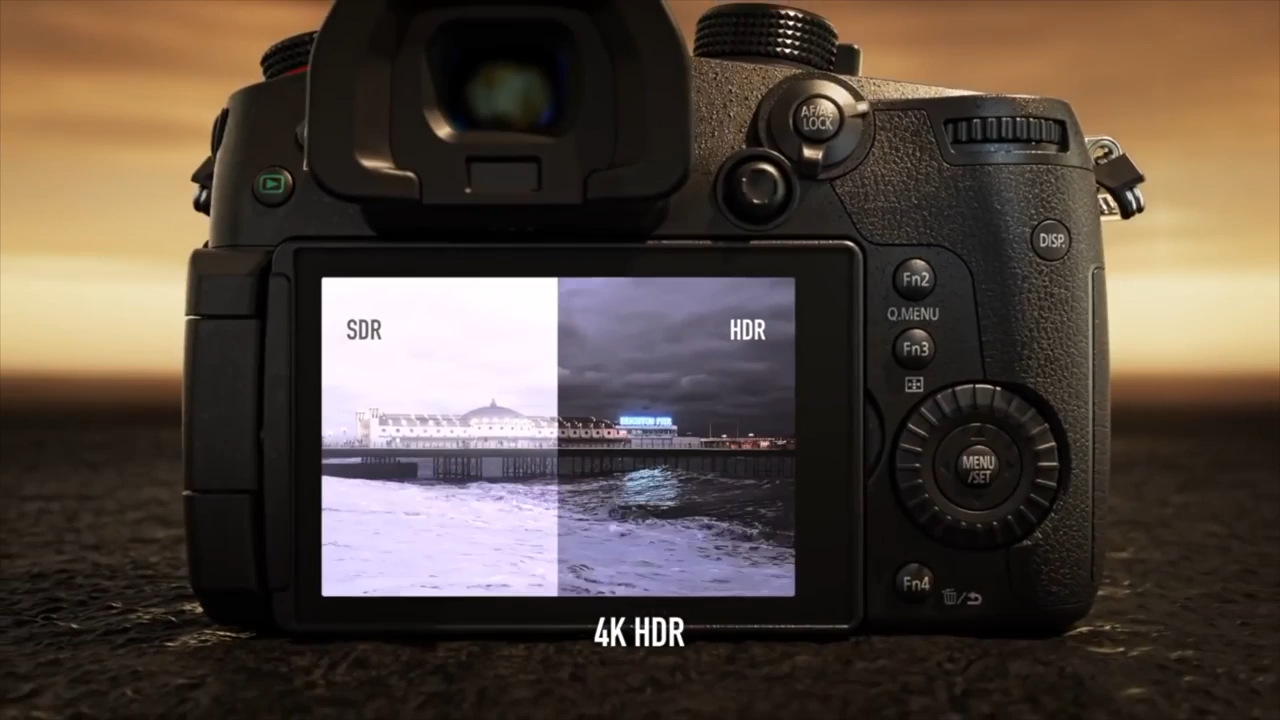 AF/AE
LOCK
DISP.
Fn2
Q.MENU
Fn3
SDR
HDR
BRIGHTON PIER
MENU
/SET
Fn4
4K HDR